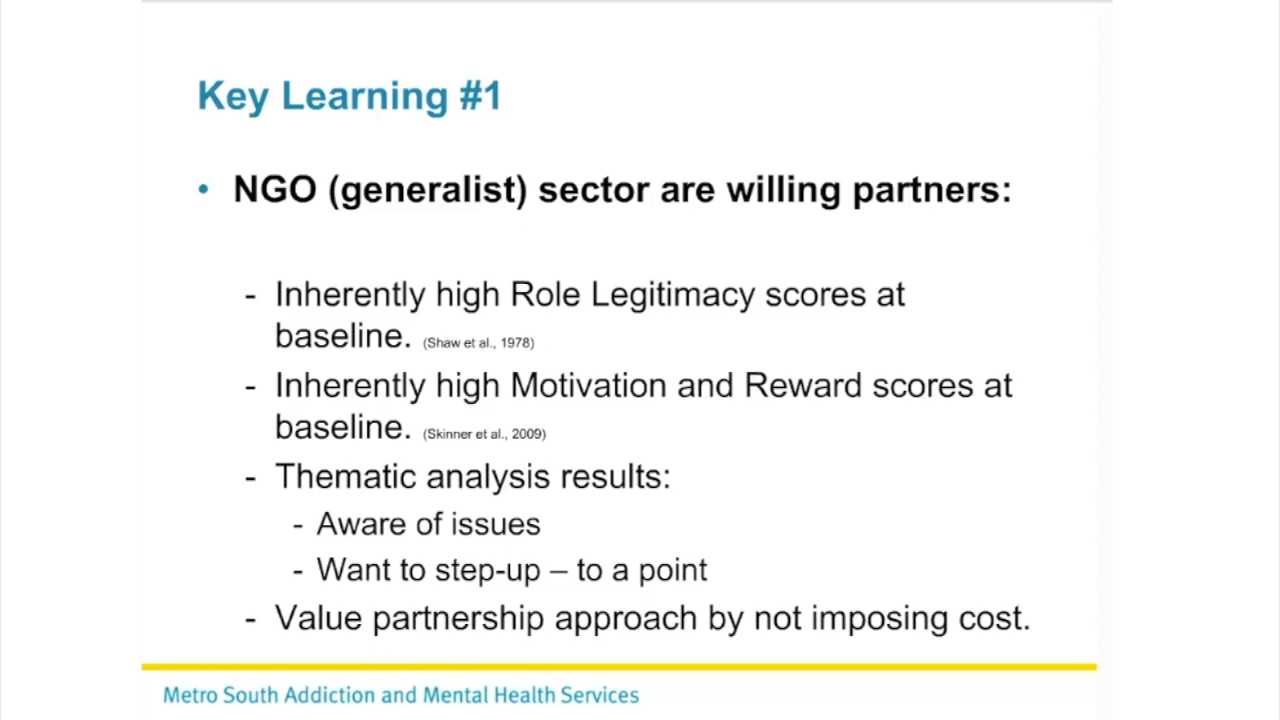 Key Learning #1
• NGO (generalist) sector are willing partners:
- Inherently high Role Legitimacy scores at
baseline. (Shaw et al., 1978)
- Inherently high Motivation and Reward scores at
baseline. (Skinner et al., 2009)
- Thematic analysis results:
- Aware of issues
- Want to step-up – to a point
- Value partnership approach by not imposing cost.
Metro South Addiction and Mental Health Services